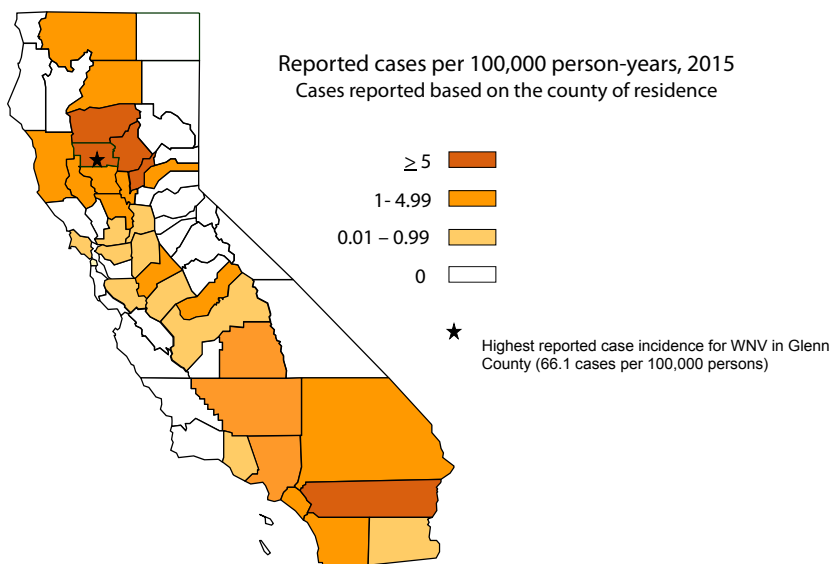 Reported cases per 100,000 person-years, 2015
Cases reported based on the county of residence
≥ 5
1- 4.99
0.01 – 0.99
0
Highest reported case incidence for WNV in Glenn
County (66.1 cases per 100,000 persons)